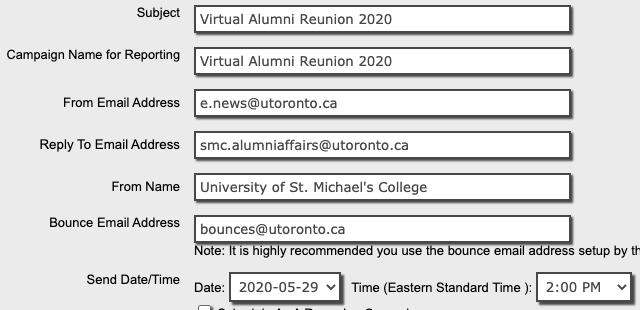 Subject Virtual Alumni Reunion 2020
Campaign Name for Reporting Virtual Alumni Reunion 2020
From Email Address e.news@utoronto.ca
Reply To Email Address smc.alumniaffairs@utoronto.ca
From Name University of St. Michael's College
Bounce Email Address bounces@utoronto.ca
Note: It is highly recommended you use the bounce email address setup by
Send Date/Time Date: 2020-05-29 Time (Eastern Standard Time ): 2:00 PM